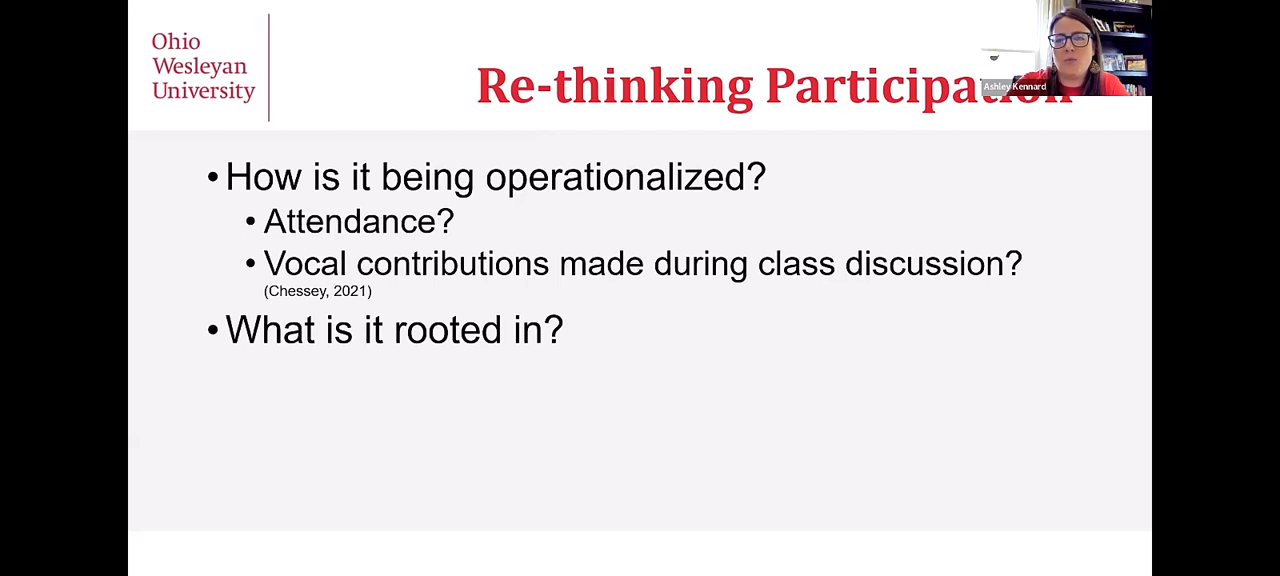 Ohio
Wesleyan
University
Re-thinking Participation
Ashley Kennard
• How is it being operationalized?
• Attendance?
• Vocal contributions made during class discussion?
(Chessey, 2021)
• What is it rooted in?